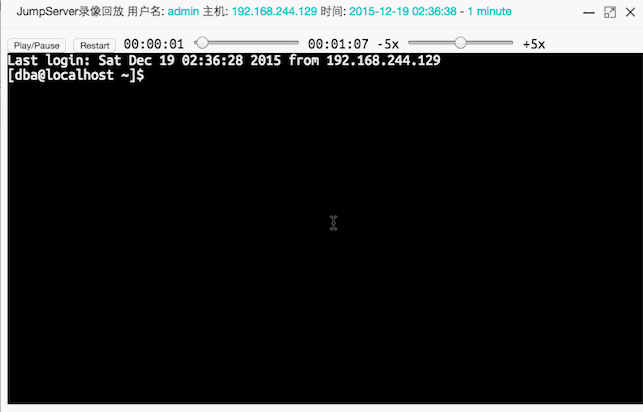 JumpServer录像回放 用户名: admin 主机: 192.168.244.129 时间: 2015-12-19 02:36:38 - 1 minute
Play/Pause Restart 00:00:01 00:01:07 -5x +5x
Last login: Sat Dec 19 02:36:28 2015 from 192.168.244.129
[dba@localhost ~]$